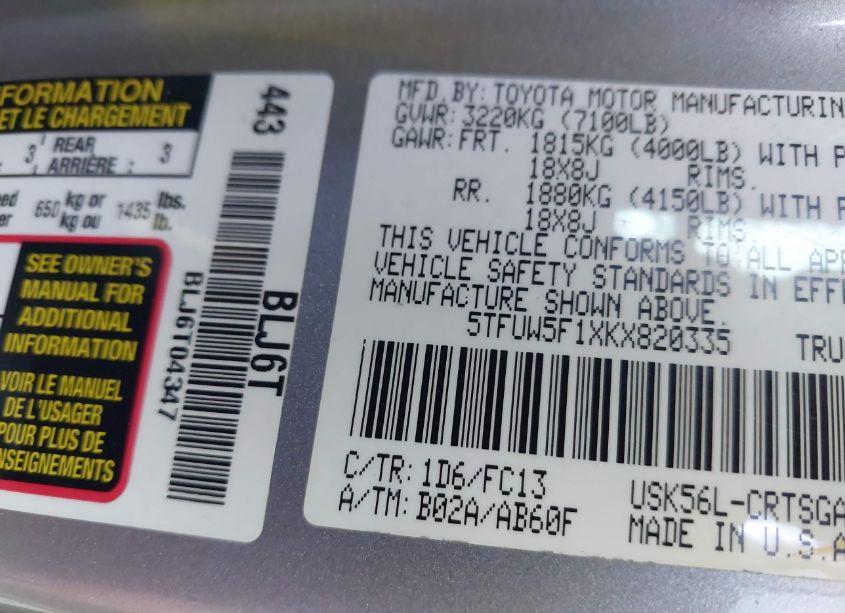 FORMATION
ET LE CHARGEMENT
3 REAR
ARRIÈRE : 3
650 kg or
kg ou 1435 lbs.
lb.
SEE OWNER'S
MANUAL FOR
ADDITIONAL
INFORMATION
VOIR LE MANUEL
DE L'USAGER
POUR PLUS DE
NSEIGNEMENTS
443
BLJ6T04347
BLJ6T
MFD. BY: TOYOTA MOTOR MANUFACTURIN
GVWR: 3220KG (7100LB)
GAWR: FRT. 1815KG (4000LB) WITH P
18X8J RIMS.
RR. 1880KG (4150LB) WITH P
18X8J RIMS
THIS VEHICLE CONFORMS TO ALL APP
VEHICLE SAFETY STANDARDS IN EFFE
MANUFACTURE SHOWN ABOVE.
5TFUW5F1XKX820335 TRU
C/TR: 1D6/FC13
A/TM: B02A/AB60F
USK56L-CRTSGA
MADE IN U.S.A